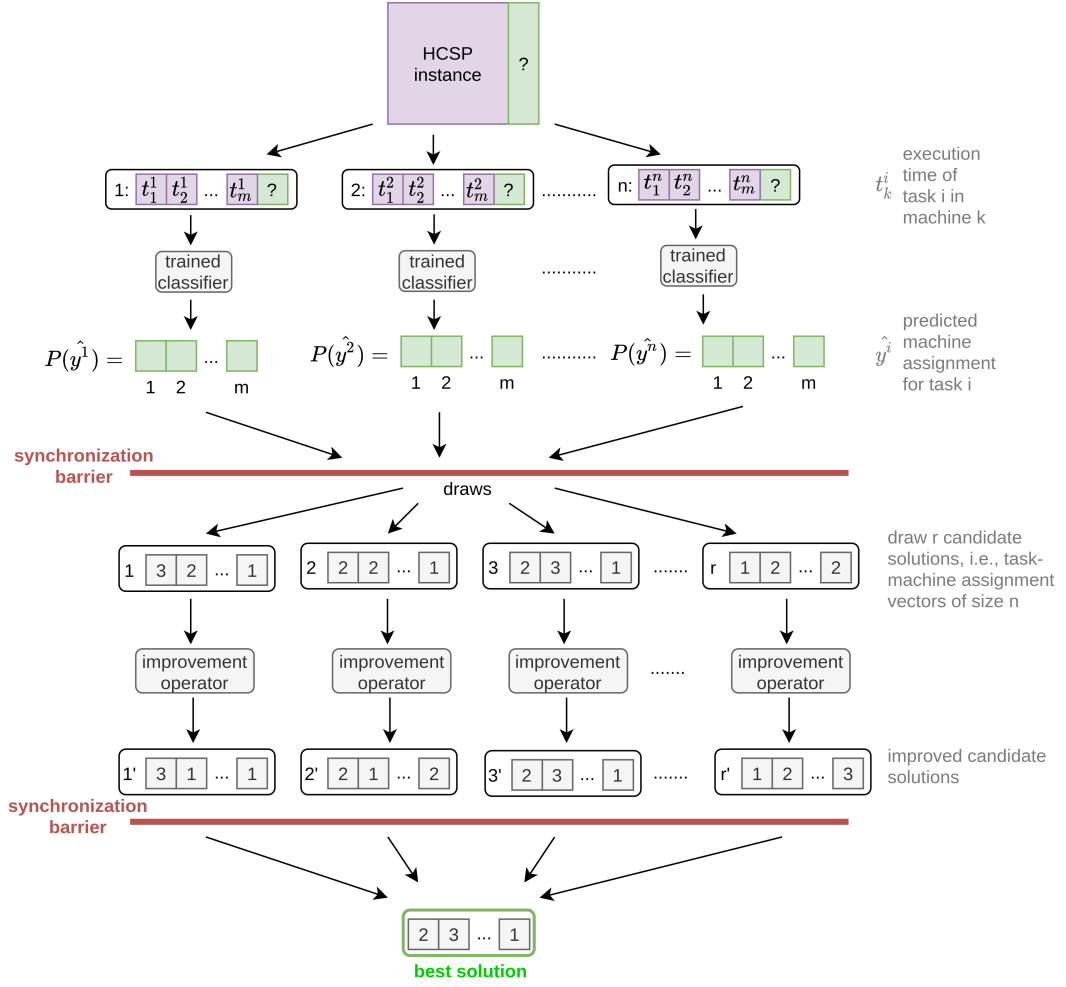 HCSP
instance
?
1: t_1^1 t_2^1 ... t_m^1 ?
2: t_1^2 t_2^2 ... t_m^2 ?
...........
n: t_1^n t_2^n ... t_m^n ?
t_k^i
execution
time of
task i in
machine k
trained
classifier
trained
classifier
...........
trained
classifier
P(ŷ^1) = ...
1 2 m
P(ŷ^2) = ...
1 2 m
...........
P(ŷ^n) = ...
1 2 m
ŷ^i
predicted
machine
assignment
for task i
synchronization
barrier
draws
1 3 2 ... 1
2 2 2 ... 1
3 2 3 ... 1
.......
r 1 2 ... 2
draw r candidate
solutions, i.e., task-
machine assignment
vectors of size n
improvement
operator
improvement
operator
improvement
operator
.......
improvement
operator
1' 3 1 ... 1
2' 2 1 ... 2
3' 2 3 ... 1
.......
r' 1 2 ... 3
improved candidate
solutions
synchronization
barrier
2 3 ... 1
best solution